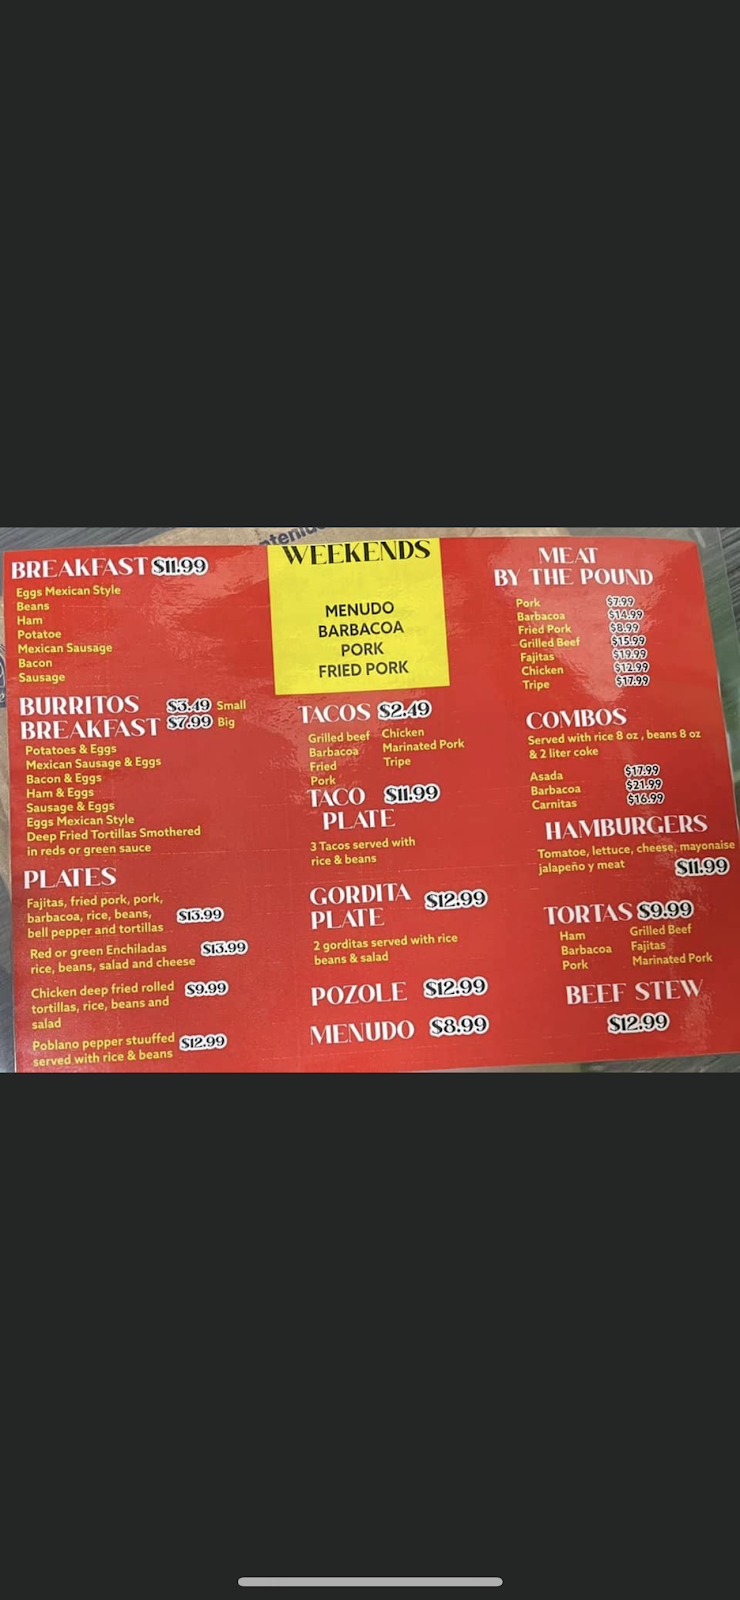 BREAKFAST $11.99
Eggs Mexican Style
Beans
Ham
Potatoe
Mexican Sausage
Bacon
Sausage
BURRITOS $3.49 Small
BREAKFAST $7.99 Big
Potatoes & Eggs
Mexican Sausage & Eggs
Bacon & Eggs
Ham & Eggs
Sausage & Eggs
Eggs Mexican Style
Deep Fried Tortillas Smothered
in reds or green sauce
PLATES
Fajitas, fried pork, pork,
barbacoa, rice, beans, $13.99
bell pepper and tortillas
Red or green Enchiladas $13.99
rice, beans, salad and cheese
Chicken deep fried rolled $9.99
tortillas, rice, beans and
salad
Poblano pepper stuuffed $12.99
served with rice & beans
WEEKENDS
MENUDO
BARBACOA
PORK
FRIED PORK
TACOS $2.49
Grilled beef Chicken
Barbacoa Marinated Pork
Fried Tripe
Pork
TACO $11.99
PLATE
3 Tacos served with
rice & beans
GORDITA $12.99
PLATE
2 gorditas served with rice
beans & salad
POZOLE $12.99
MENUDO $8.99
MEAT
BY THE POUND
Pork $7.99
Barbacoa $14.99
Fried Pork $8.99
Grilled Beef $15.99
Fajitas $19.99
Chicken $12.99
Tripe $17.99
COMBOS
Served with rice 8 oz , beans 8 oz
& 2 liter coke
Asada $17.99
Barbacoa $21.99
Carnitas $16.99
HAMBURGERS
Tomatoe, lettuce, cheese, mayonaise
jalapeño y meat $11.99
TORTAS $9.99
Ham Grilled Beef
Barbacoa Fajitas
Pork Marinated Pork
BEEF STEW
$12.99